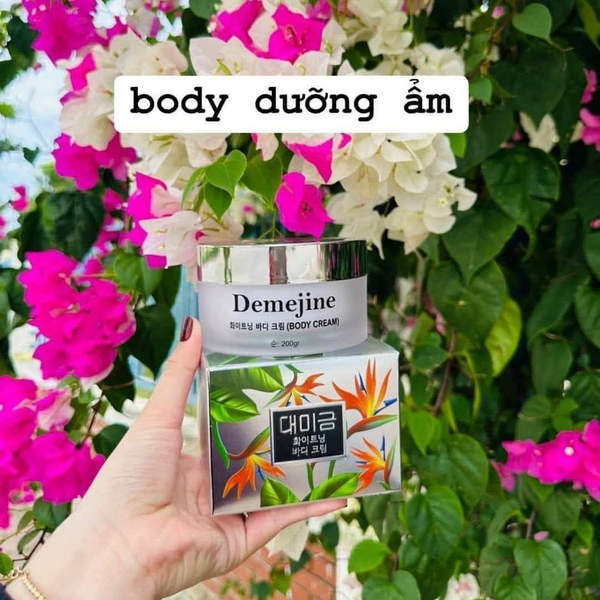 body dưỡng ẩm
Demejine
화이트닝 바디 크림 (BODY CREAM)
순: 200gr
대미금
화이트닝
바디 크림